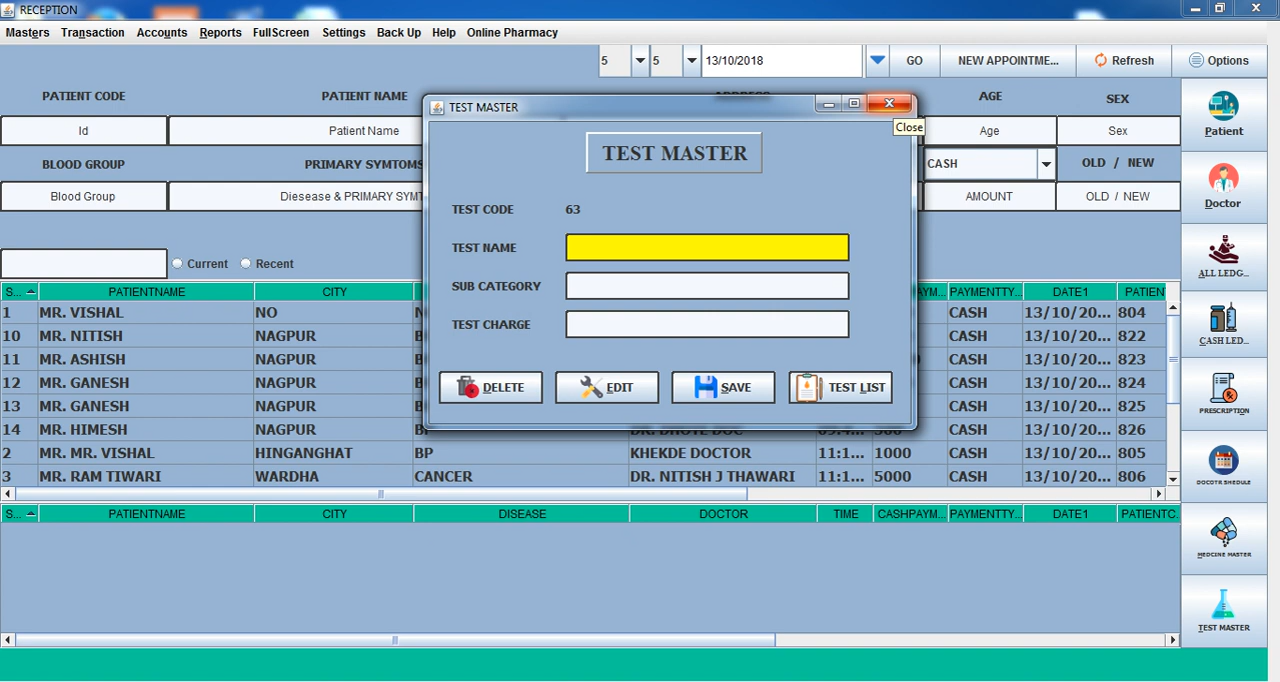 RECEPTION
Masters Transaction Accounts Reports FullScreen Settings Back Up Help Online Pharmacy
5 5 13/10/2018 GO NEW APPOINTME... Refresh Options
PATIENT CODE PATIENT NAME ADDRESS AGE SEX
Id Patient Name Age Sex
BLOOD GROUP PRIMARY SYMTOMS CASH OLD / NEW
Blood Group Diesease & PRIMARY SYMT AMOUNT OLD / NEW
Current Recent
TEST MASTER
Close
TEST MASTER
TEST CODE 63
TEST NAME
SUB CATEGORY
TEST CHARGE
DELETE EDIT SAVE TEST LIST
S... PATIENTNAME CITY AYM... PAYMENTTY... DATE1 PATIEN
1 MR. VISHAL NO CASH 13/10/20... 804
10 MR. NITISH NAGPUR CASH 13/10/20... 822
11 MR. ASHISH NAGPUR CASH 13/10/20... 823
12 MR. GANESH NAGPUR CASH 13/10/20... 824
13 MR. GANESH NAGPUR CASH 13/10/20... 825
14 MR. HIMESH NAGPUR CASH 13/10/20... 826
2 MR. MR. VISHAL HINGANGHAT BP KHEKDE DOCTOR 11:1... 1000 CASH 13/10/20... 805
3 MR. RAM TIWARI WARDHA CANCER DR. NITISH J THAWARI 11:1... 5000 CASH 13/10/20... 806
S... PATIENTNAME CITY DISEASE DOCTOR TIME CASHPAYM... PAYMENTTY... DATE1 PATIENTC.
Patient
Doctor
ALL LEDG...
CASH LED...
PRESCRIPTION
DOCOTR SHEDULE
MEDCINE MASTER
TEST MASTER